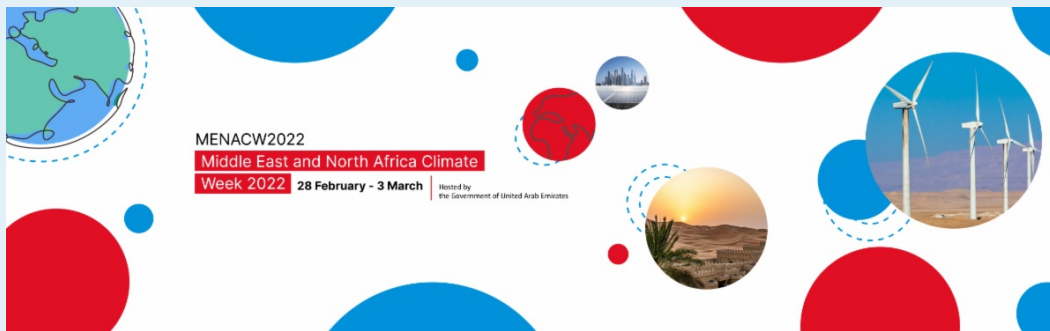 MENACW2022
Middle East and North Africa Climate
Week 2022 28 February - 3 March
Hosted by
the Government of United Arab Emirates